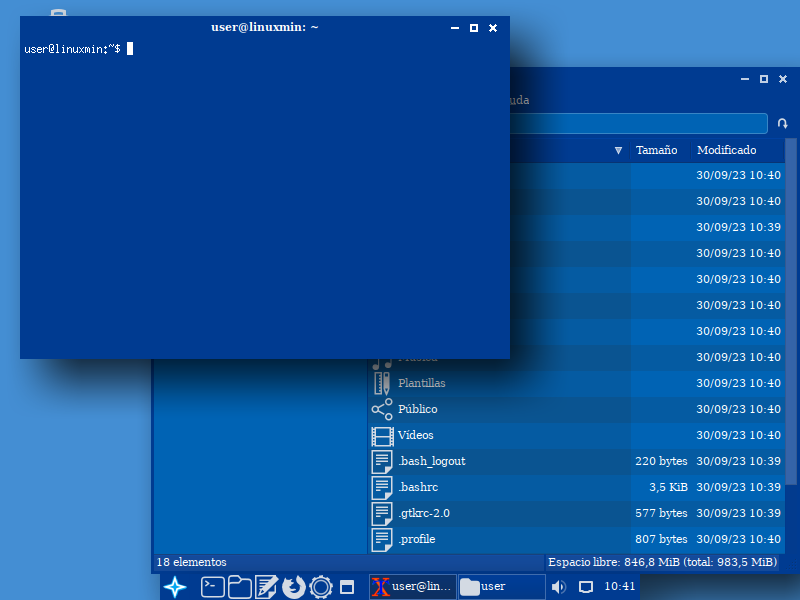 user@linuxmin: ~
user@linuxmin:~$
uda
Tamaño Modificado
30/09/23 10:40
30/09/23 10:40
30/09/23 10:39
30/09/23 10:40
30/09/23 10:40
30/09/23 10:40
30/09/23 10:40
Música 30/09/23 10:40
Plantillas 30/09/23 10:40
Público 30/09/23 10:40
Vídeos 30/09/23 10:40
.bash_logout 220 bytes 30/09/23 10:39
.bashrc 3,5 KiB 30/09/23 10:39
.gtkrc-2.0 577 bytes 30/09/23 10:39
.profile 807 bytes 30/09/23 10:40
18 elementos Espacio libre: 846,8 MiB (total: 983,5 MiB)
user@lin... user 10:41